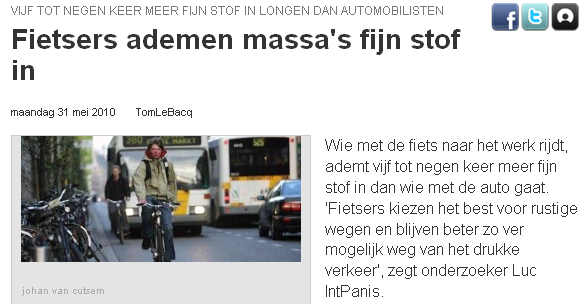 VIJF TOT NEGEN KEER MEER FIJN STOF IN LONGEN DAN AUTOMOBILISTEN
Fietsers ademen massa's fijn stof
in
maandag 31 mei 2010 TomLeBacq
Wie met de fiets naar het werk rijdt,
ademt vijf tot negen keer meer fijn
stof in dan wie met de auto gaat.
'Fietsers kiezen het best voor rustige
wegen en blijven beter zo ver
mogelijk weg van het drukke
verkeer', zegt onderzoeker Luc
IntPanis.
johan van cutsem